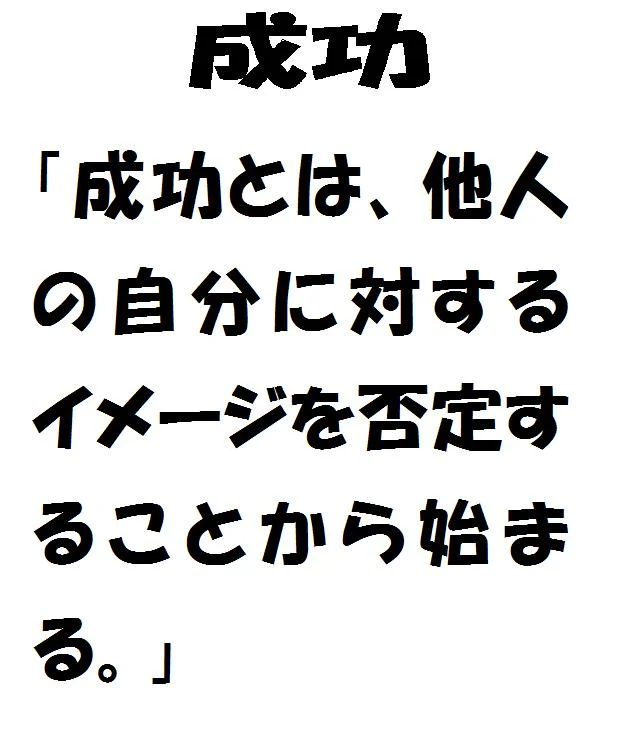 成功
「成功とは、他人
の自分に対する
イメージを否定す
ることから始ま
る。」